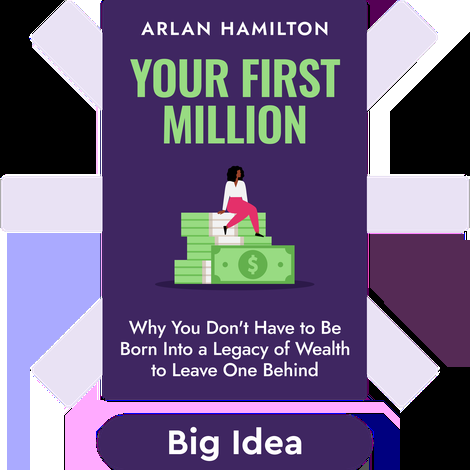 ARLAN HAMILTON
YOUR FIRST
MILLION
$
Why You Don't Have to Be
Born Into a Legacy of Wealth
to Leave One Behind
Big Idea